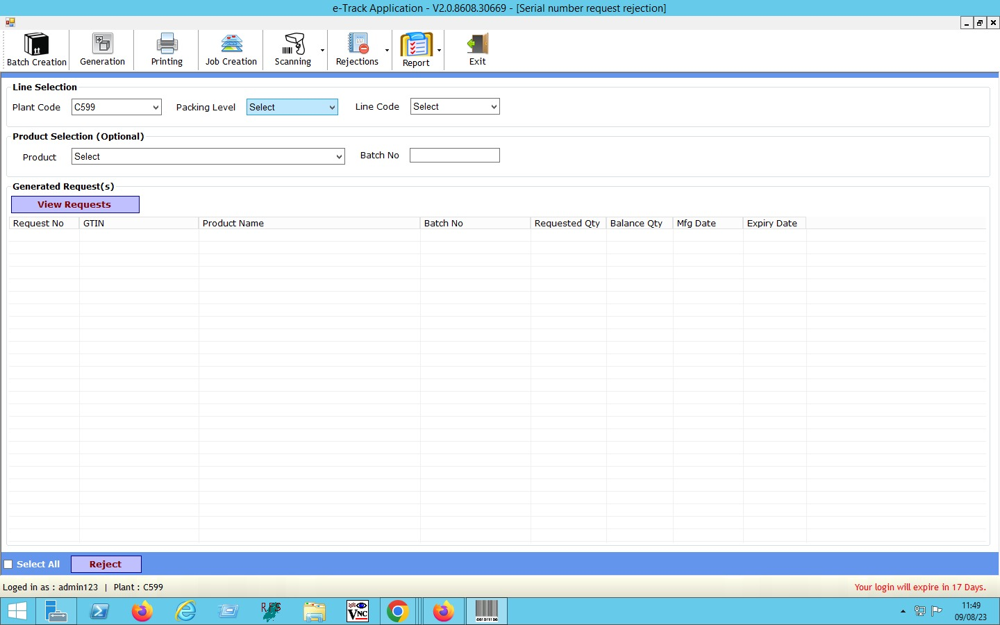 e-Track Application - V2.0.8608.30669 - [Serial number request rejection]
Batch Creation Generation Printing Job Creation Scanning Rejections Report Exit
Line Selection
Plant Code C599 Packing Level Select Line Code Select
Product Selection (Optional)
Product Select Batch No
Generated Request(s)
View Requests
Request No GTIN Product Name Batch No Requested Qty Balance Qty Mfg Date Expiry Date
Select All Reject
Loged in as : admin123 | Plant : C599 Your login will expire in 17 Days.
RFS VNC
11:49
09/08/23